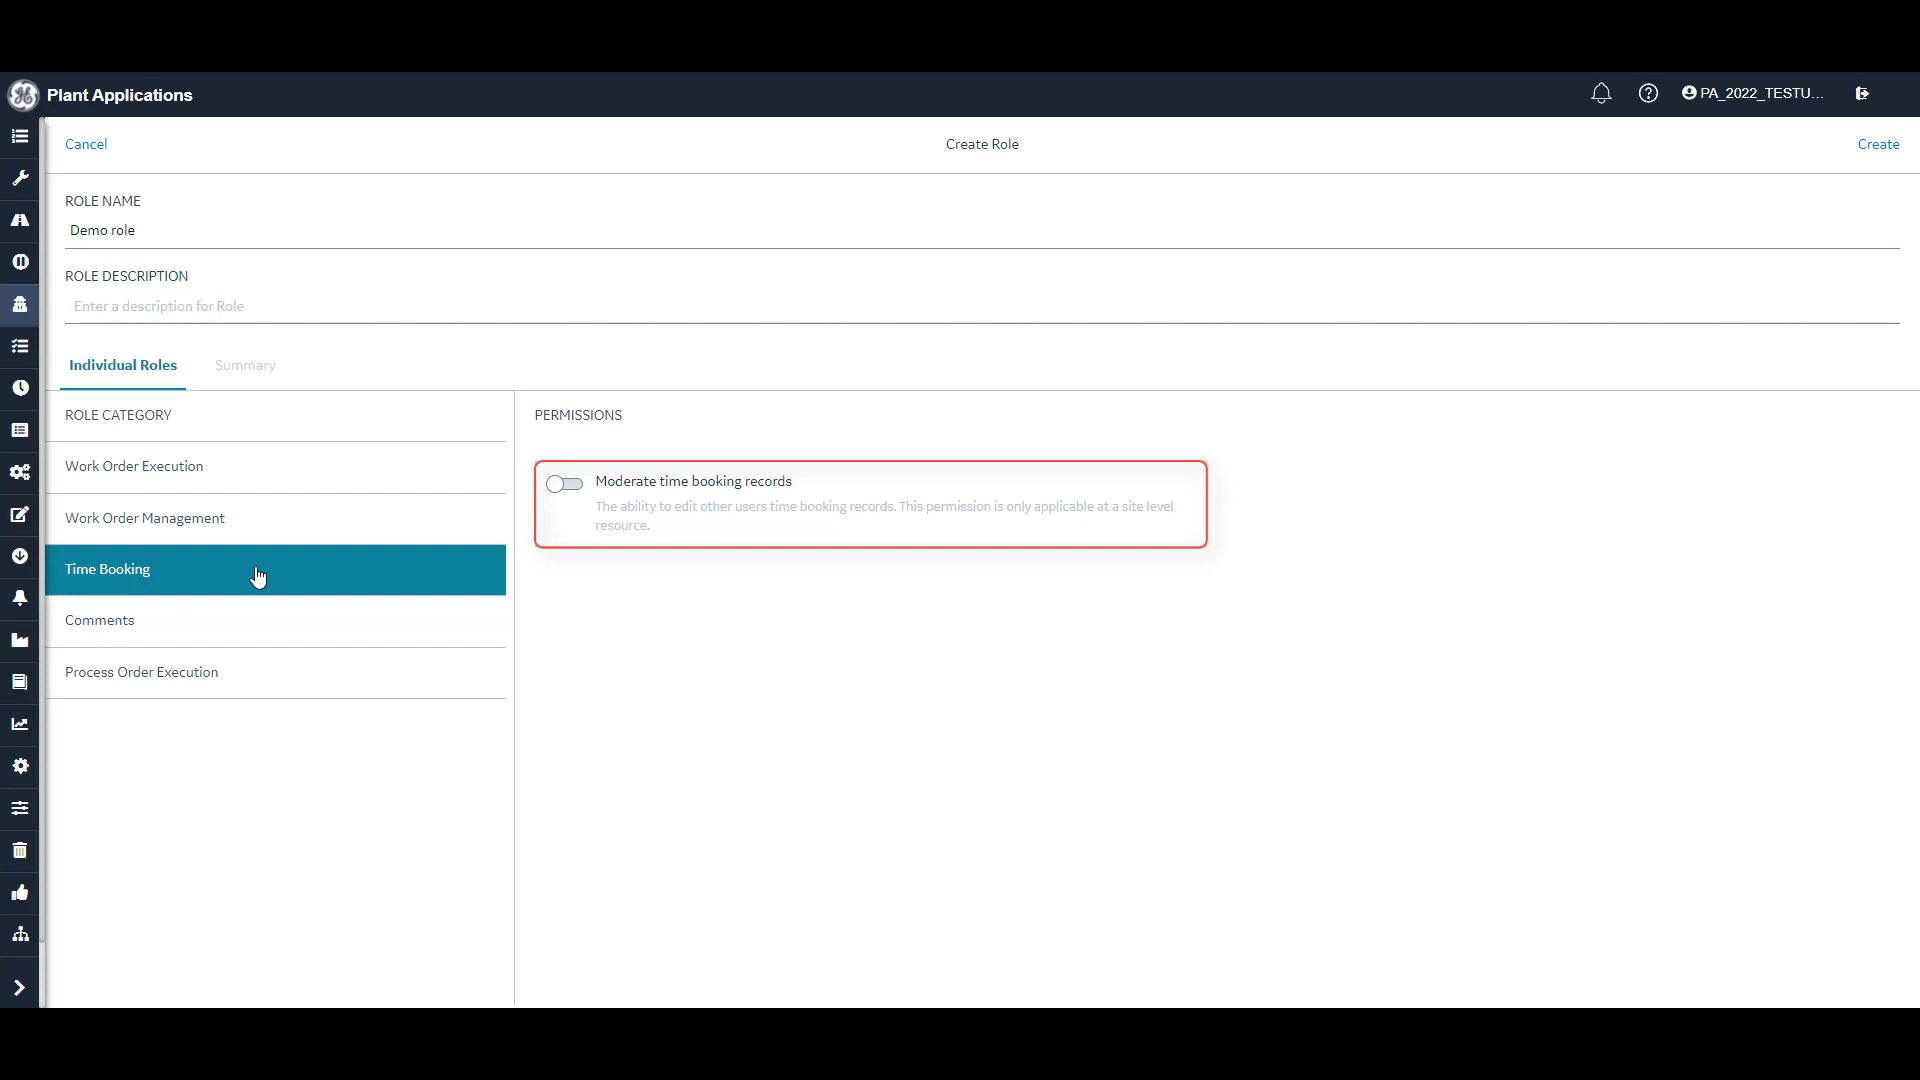 Plant Applications
PA_2022_TESTU...
Cancel
Create Role
Create
ROLE NAME
Demo role
ROLE DESCRIPTION
Enter a description for Role
Individual Roles
Summary
ROLE CATEGORY
PERMISSIONS
Work Order Execution
Work Order Management
Time Booking
Comments
Process Order Execution
Moderate time booking records
The ability to edit other users time booking records. This permission is only applicable at a site level
resource.